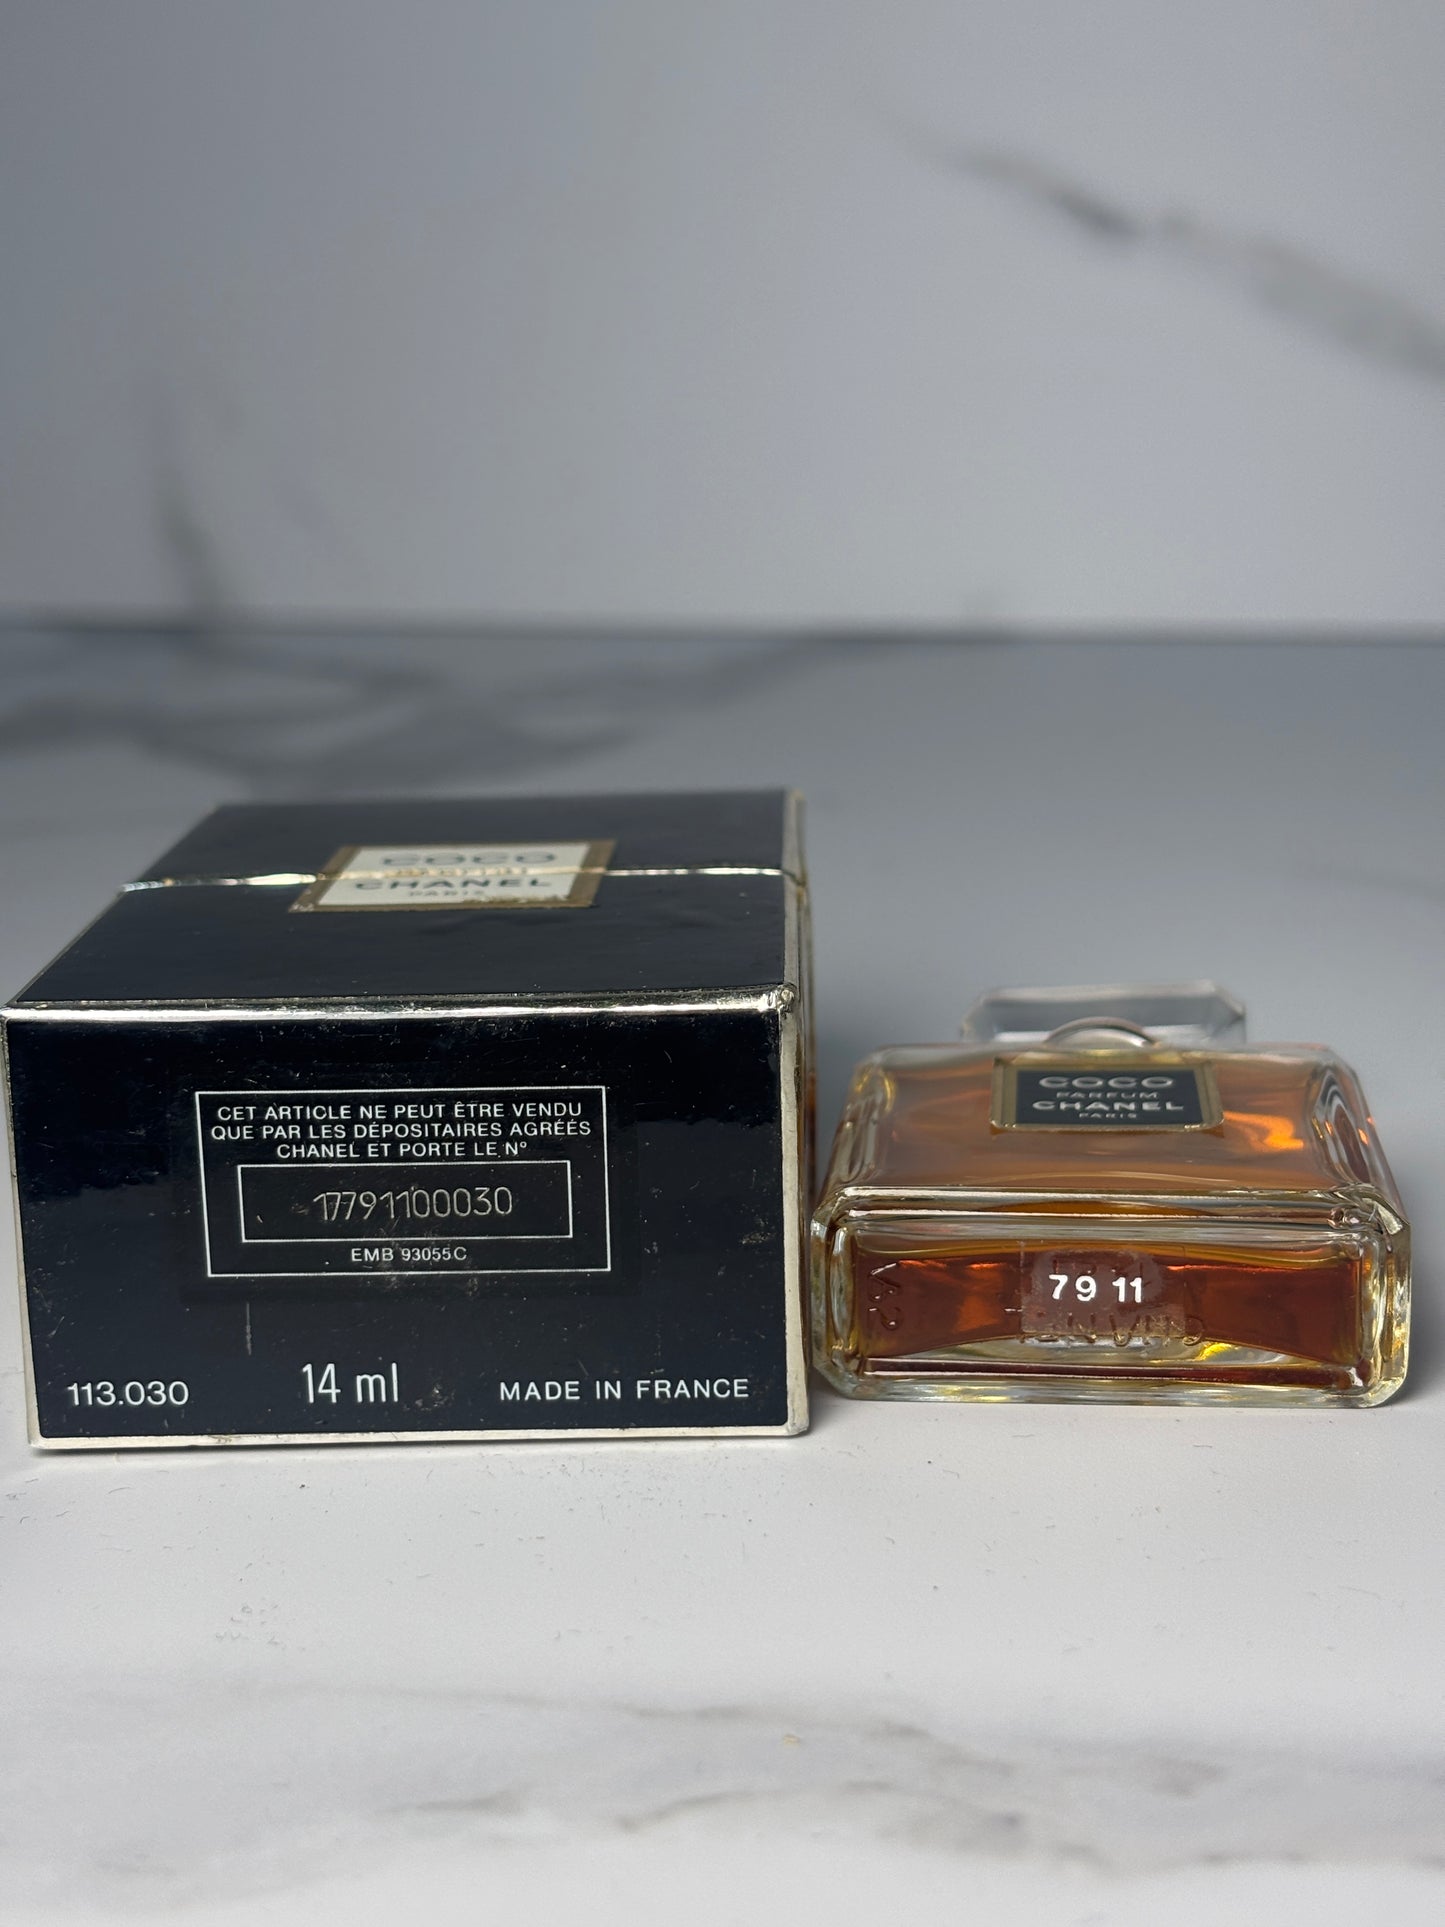 COCO
CHANEL
PARIS
CET ARTICLE NE PEUT ÊTRE VENDU
QUE PAR LES DÉPOSITAIRES AGRÉÉS
CHANEL ET PORTE LE Nº
17791100030
EMB 93055C
113.030
14 ml
MADE IN FRANCE
COCO
PARFUM
CHANEL
PARIS
79 11